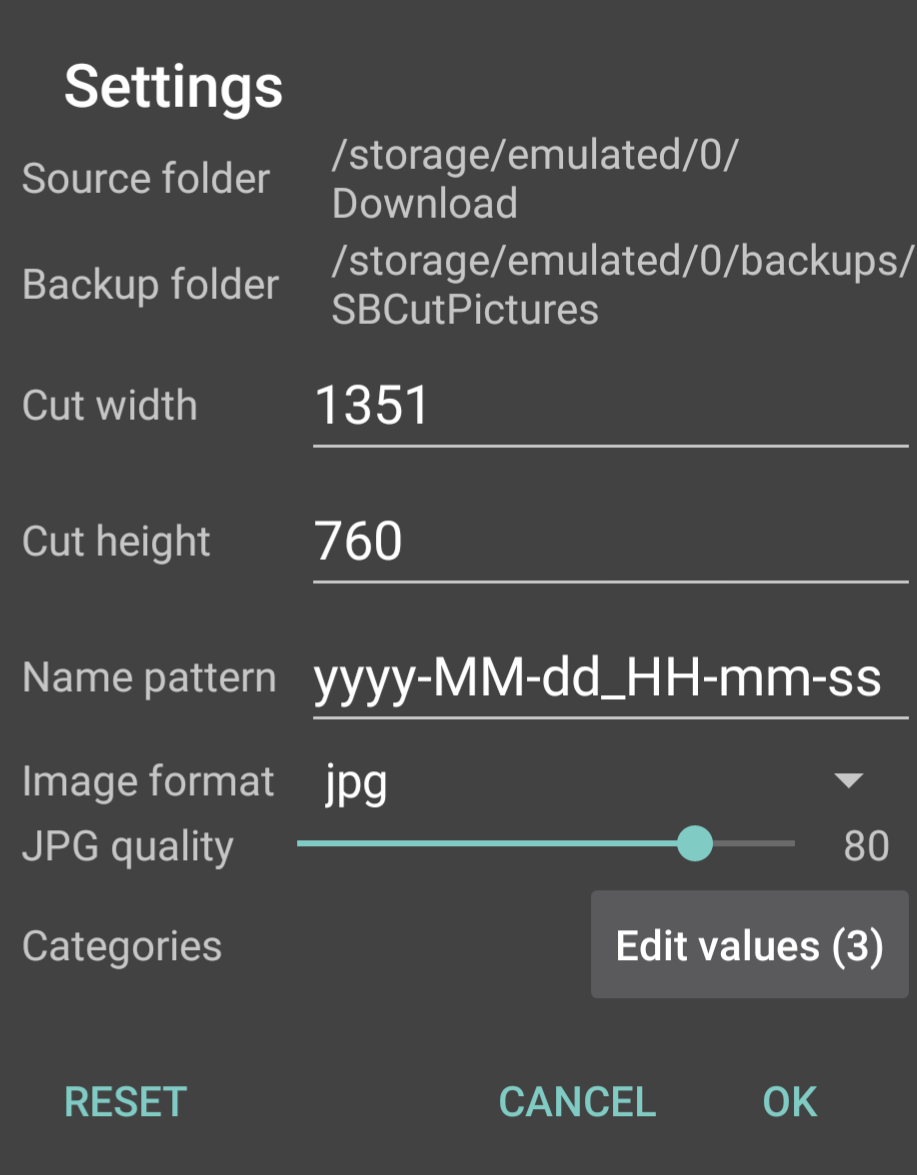 Settings
Source folder
/storage/emulated/0/
Download
Backup folder
/storage/emulated/0/backups/
SBCutPictures
Cut width
1351
Cut height
760
Name pattern
yyyy-MM-dd_HH-mm-ss
Image format
jpg
JPG quality
80
Categories
Edit values (3)
RESET
CANCEL
OK